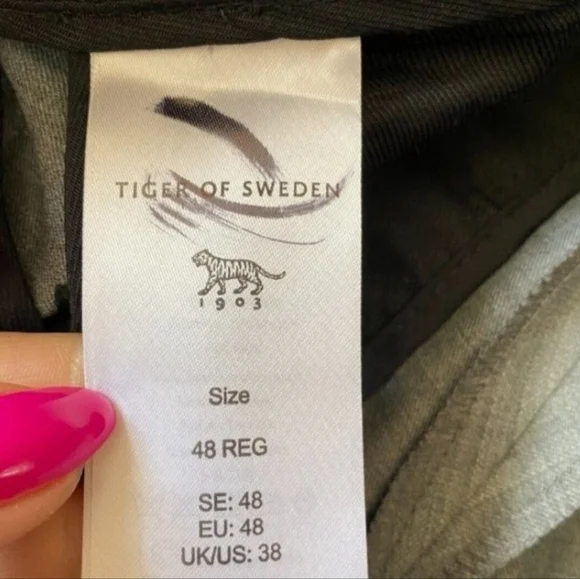 TIGER OF SWEDEN
1903
Size
48 REG
SE: 48
EU: 48
UK/US: 38